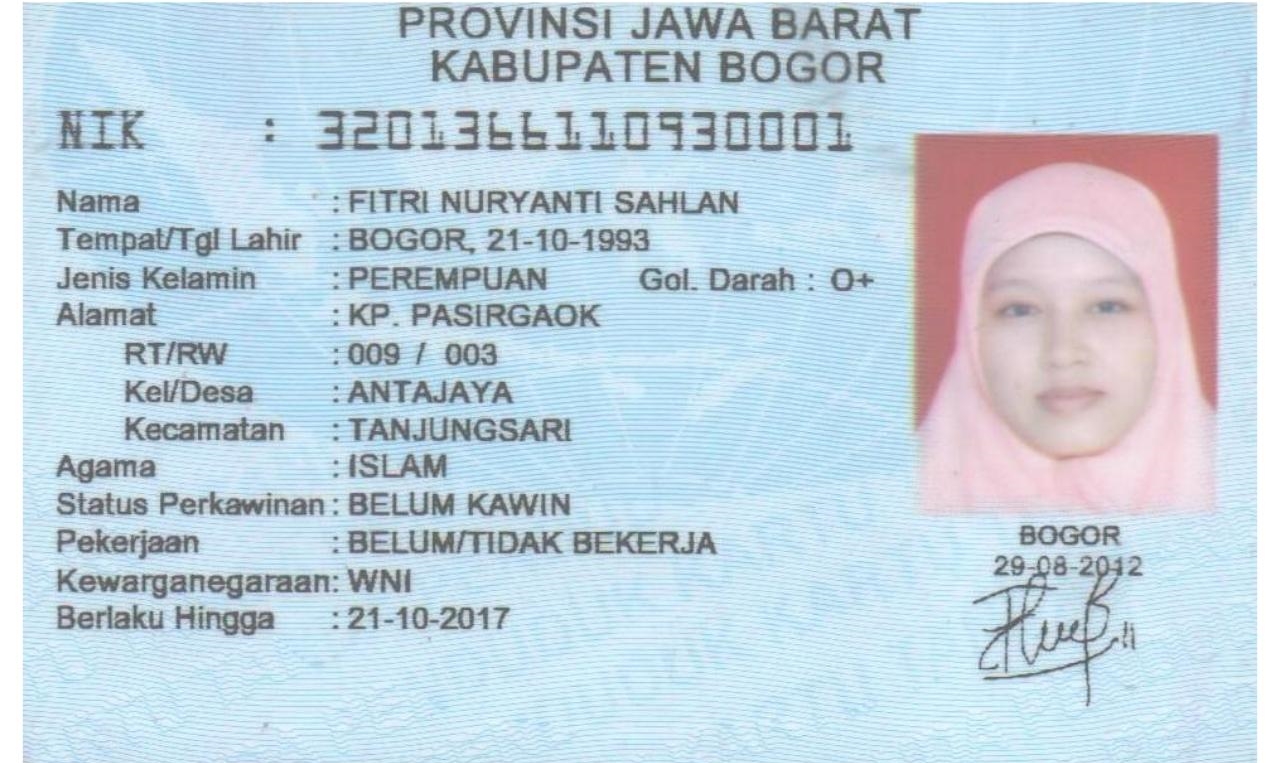 PROVINSI JAWA BARAT
KABUPATEN BOGOR
NIK : 3201366110930001
Nama : FITRI NURYANTI SAHLAN
Tempat/Tgl Lahir : BOGOR, 21-10-1993
Jenis Kelamin : PEREMPUAN Gol. Darah : O+
Alamat : KP. PASIRGAOK
RT/RW : 009 / 003
Kel/Desa : ANTAJAYA
Kecamatan : TANJUNGSARI
Agama : ISLAM
Status Perkawinan : BELUM KAWIN
Pekerjaan : BELUM/TIDAK BEKERJA
Kewarganegaraan: WNI
Berlaku Hingga : 21-10-2017
BOGOR
29-08-2012